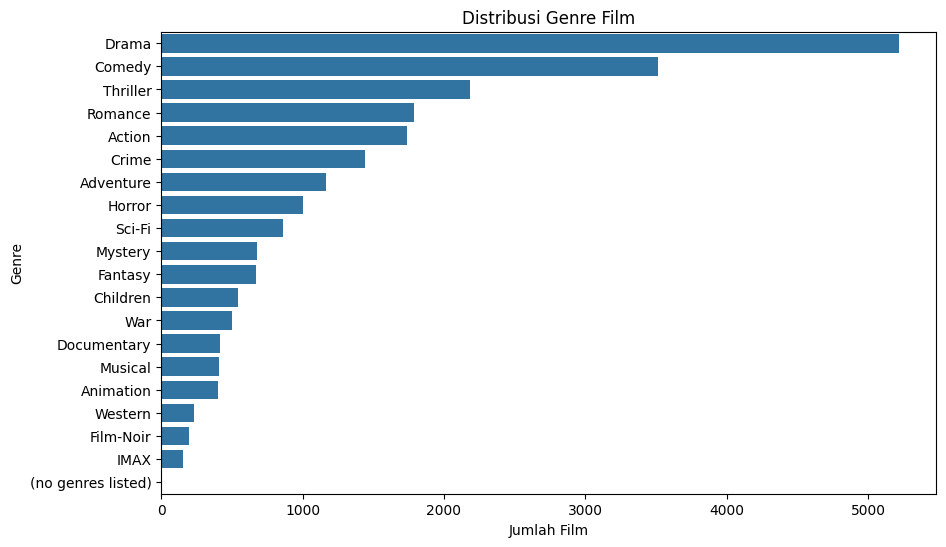 Distribusi Genre Film
Genre
Drama
Comedy
Thriller
Romance
Action
Crime
Adventure
Horror
Sci-Fi
Mystery
Fantasy
Children
War
Documentary
Musical
Animation
Western
Film-Noir
IMAX
(no genres listed)
0 1000 2000 3000 4000 5000
Jumlah Film